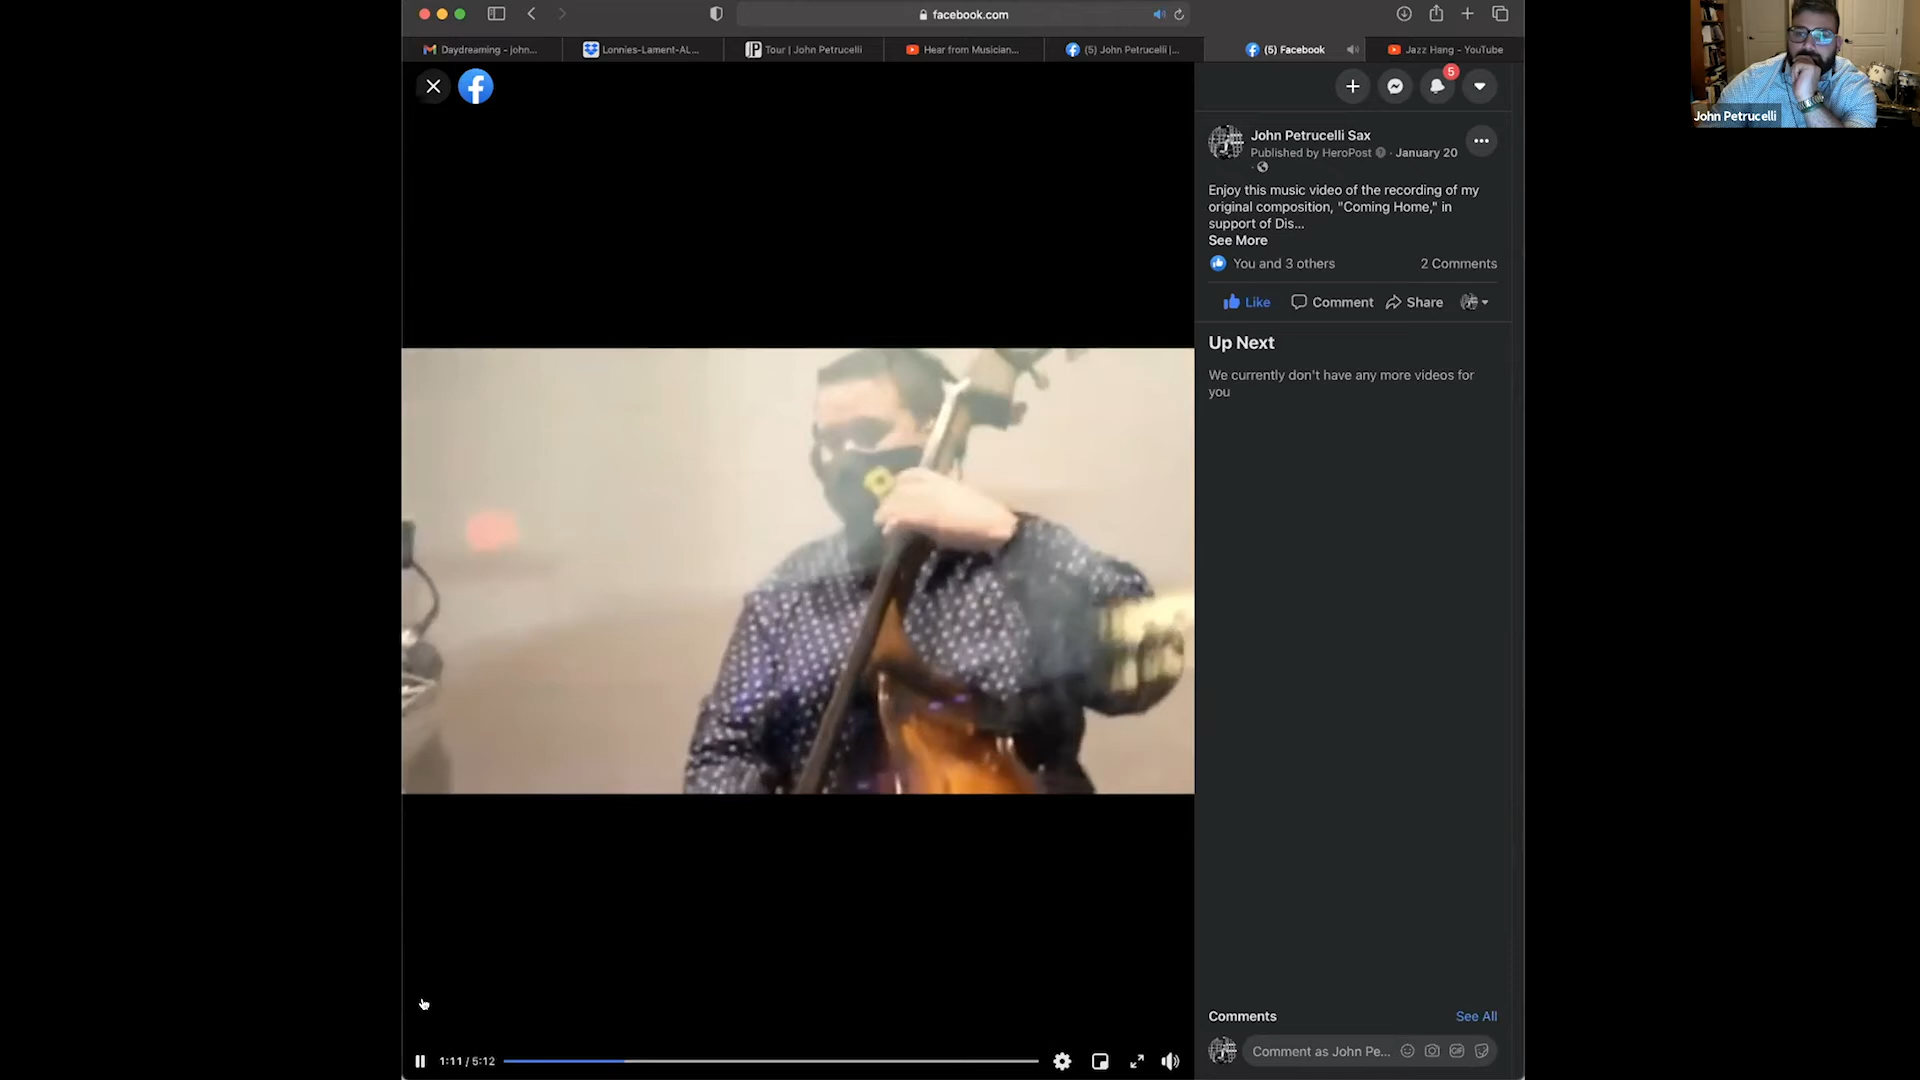 facebook.com
Daydreaming - john...
Lonnies-Lament-AL...
Tour | John Petrucelli
Hear from Musician...
(5) John Petrucelli |...
(5) Facebook
Jazz Hang - YouTube
John Petrucelli
5
John Petrucelli Sax
Published by HeroPost
· January 20
·
Enjoy this music video of the recording of my
original composition, "Coming Home," in
support of Dis...
See More
You and 3 others
2 Comments
Like
Comment
Share
Up Next
We currently don't have any more videos for
you
Comments
See All
Comment as John Pe...
GIF
1:11 / 5:12